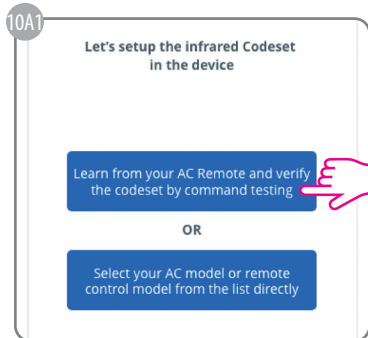 10A1
Let's setup the infrared Codeset
in the device
Learn from your AC Remote and verify
the codeset by command testing
OR
Select your AC model or remote
control model from the list directly